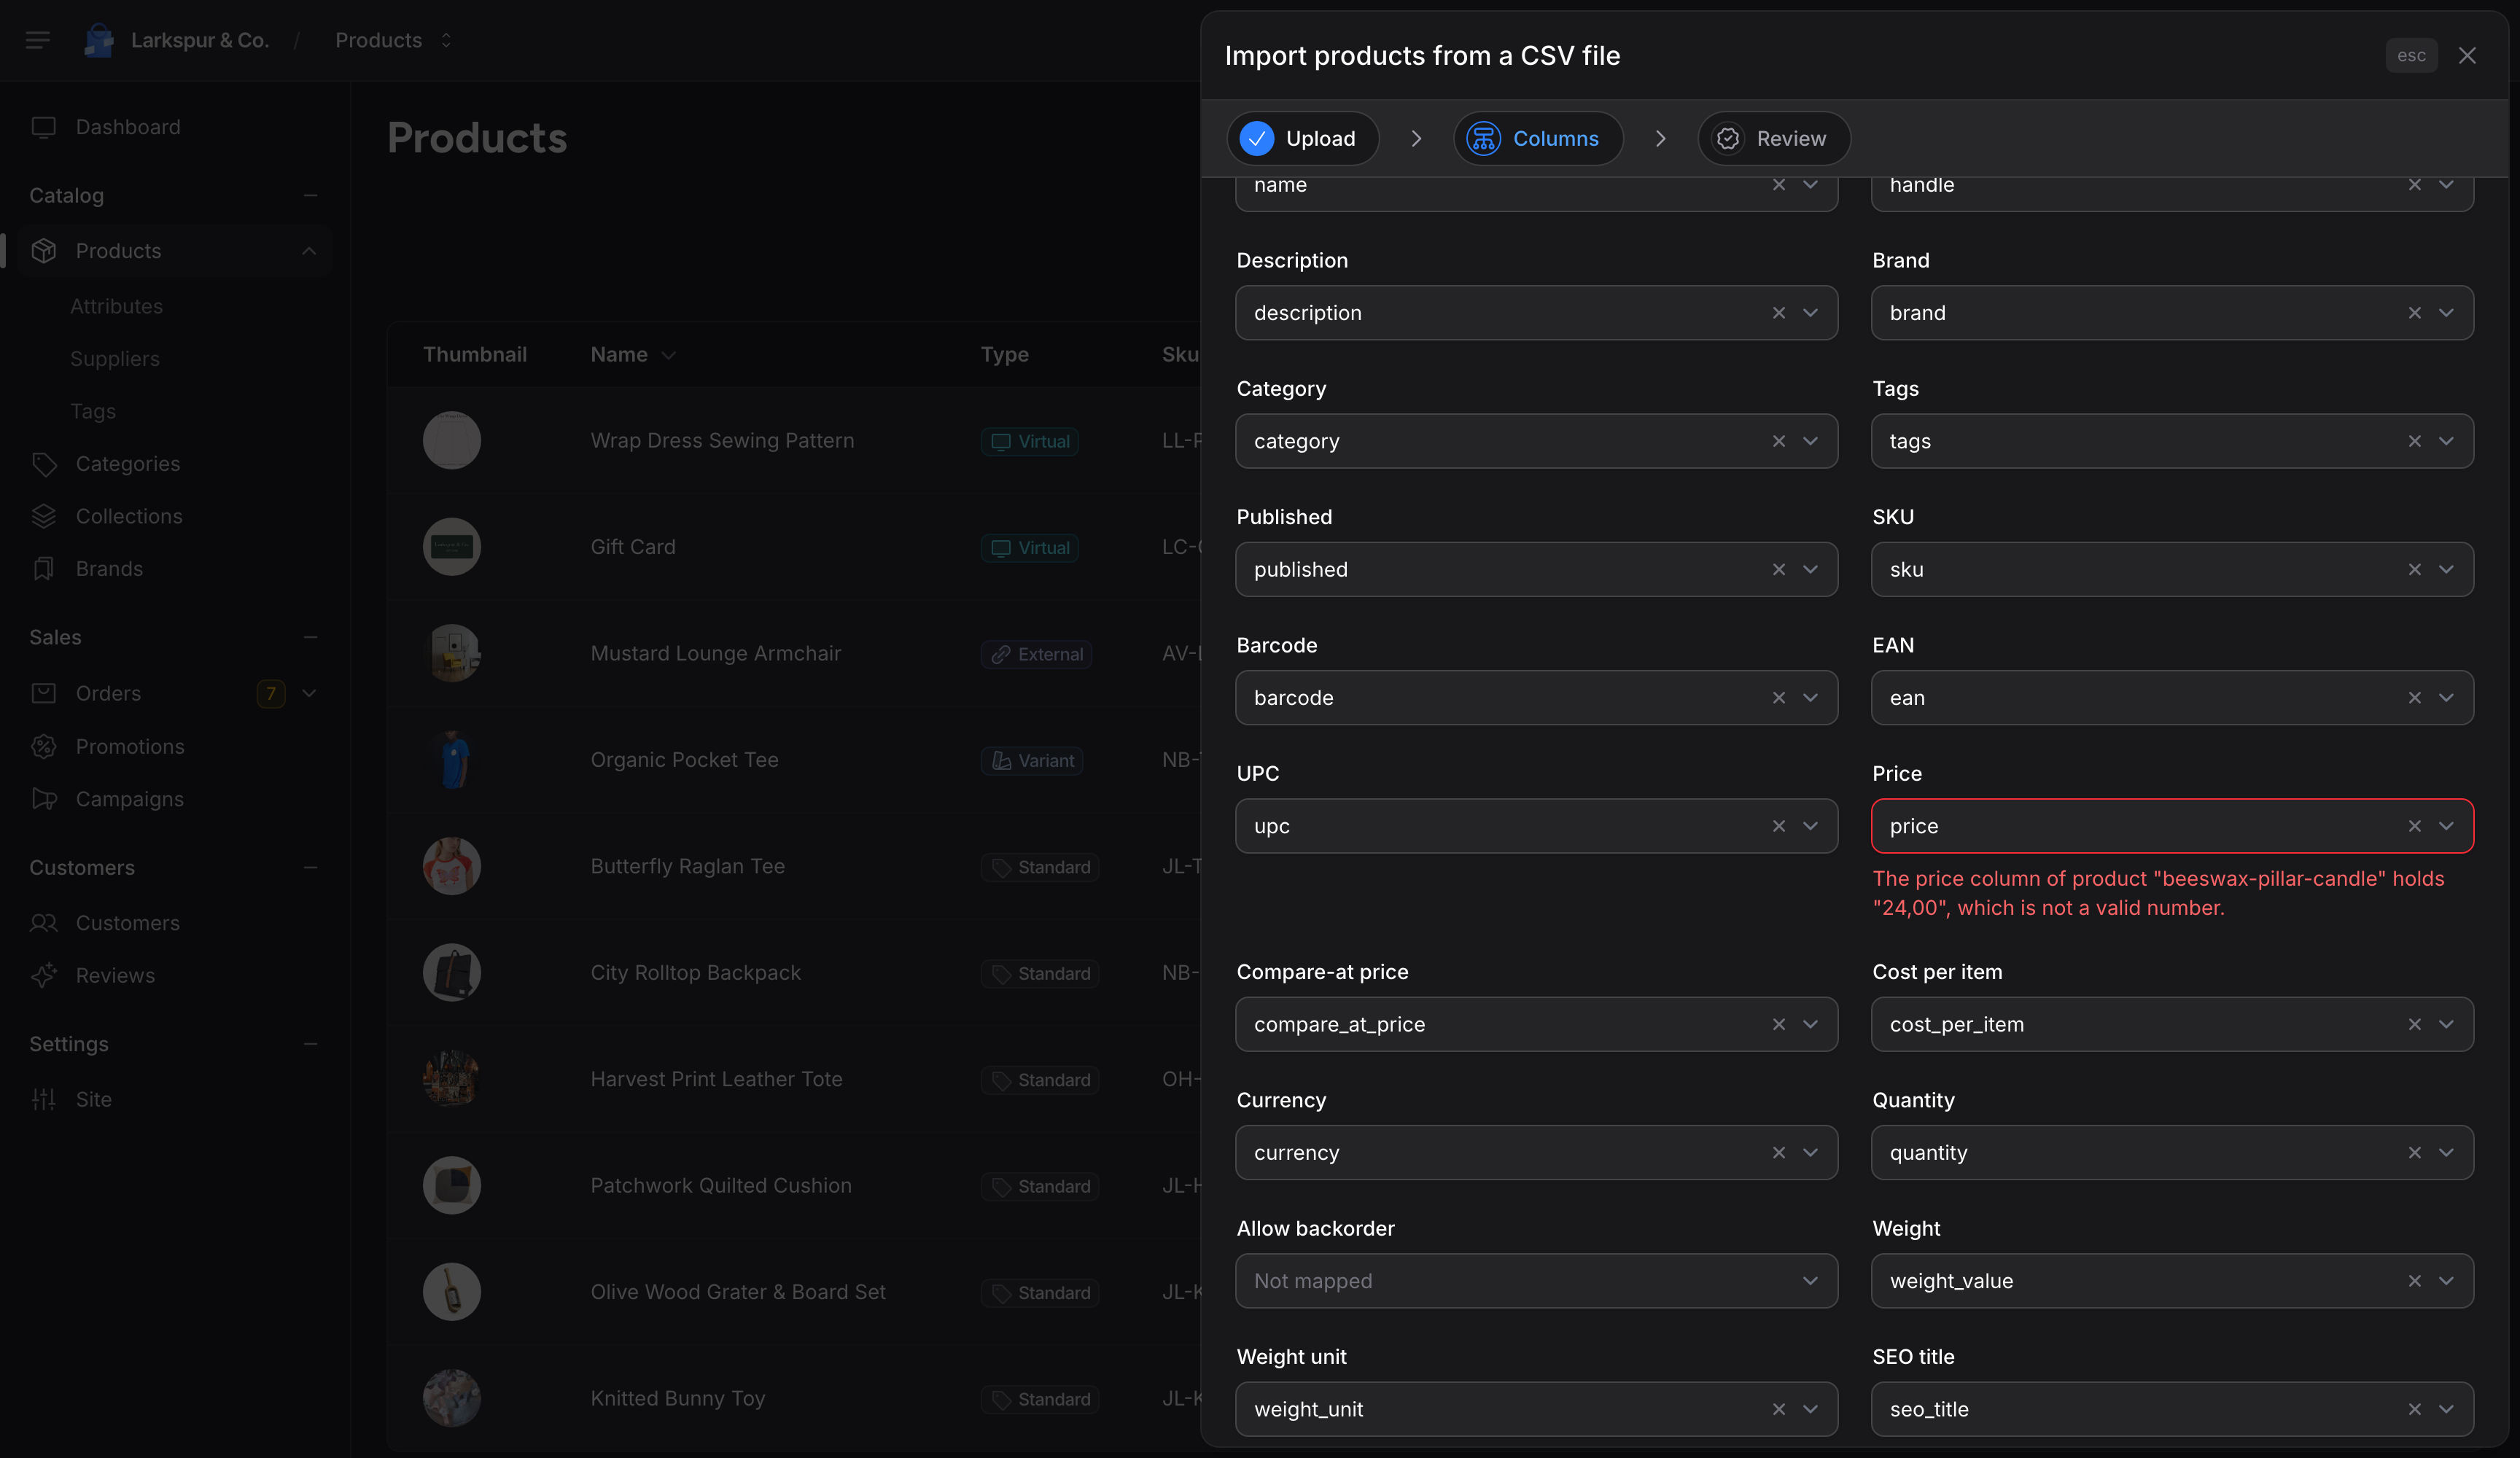 Larkspur & Co.
/
Products
Dashboard
Catalog
Products
Attributes
Suppliers
Tags
Categories
Collections
Brands
Sales
Orders
7
Promotions
Campaigns
Customers
Customers
Reviews
Settings
Site
Products
Thumbnail
Name
Type
Sku
Wrap Dress Sewing Pattern
Virtual
Gift Card
Virtual
Mustard Lounge Armchair
External
Organic Pocket Tee
Variant
NB-
Butterfly Raglan Tee
Standard
JL-T
City Rolltop Backpack
Standard
NB-
Harvest Print Leather Tote
Standard
OH-
Patchwork Quilted Cushion
Standard
Olive Wood Grater & Board Set
Standard
Knitted Bunny Toy
Standard
Import products from a CSV file
esc
Upload
Columns
Review
name
handle
Description
Brand
description
brand
Category
Tags
category
tags
Published
SKU
published
sku
Barcode
EAN
barcode
ean
UPC
Price
upc
price
The price column of product "beeswax-pillar-candle" holds
"24,00", which is not a valid number.
Compare-at price
Cost per item
compare_at_price
cost_per_item
Currency
Quantity
currency
quantity
Allow backorder
Weight
Not mapped
weight_value
Weight unit
SEO title
weight_unit
seo_title